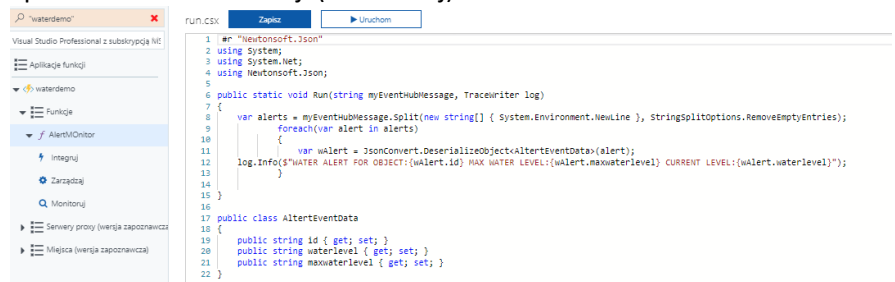 "waterdemo"
Visual Studio Professional z subskrypcją MS
Aplikacje funkcji
waterdemo
Funkcje
AlertMOnitor
Integruj
Zarządzaj
Monitoruj
Serwery proxy (wersja zapoznawcza
Miejsca (wersja zapoznawcza)
run.csx
Zapisz
Uruchom
1 #r "Newtonsoft.Json"
2 using System;
3 using System.Net;
4 using Newtonsoft.Json;
5
6 public static void Run(string myEventHubMessage, TraceWriter log)
7 {
8 var alerts = myEventHubMessage.Split(new string[] { System.Environment.NewLine }, StringSplitOptions.RemoveEmptyEntries);
9 foreach(var alert in alerts)
10 {
11 var wAlert = JsonConvert.DeserializeObject<AltertEventData>(alert);
12 log.Info($"WATER ALERT FOR OBJECT:{wAlert.id} MAX WATER LEVEL:{wAlert.maxwaterlevel} CURRENT LEVEL:{wAlert.waterlevel}");
13 }
14
15 }
16
17 public class AltertEventData
18 {
19 public string id { get; set; }
20 public string waterlevel { get; set; }
21 public string maxwaterlevel { get; set; }
22 }